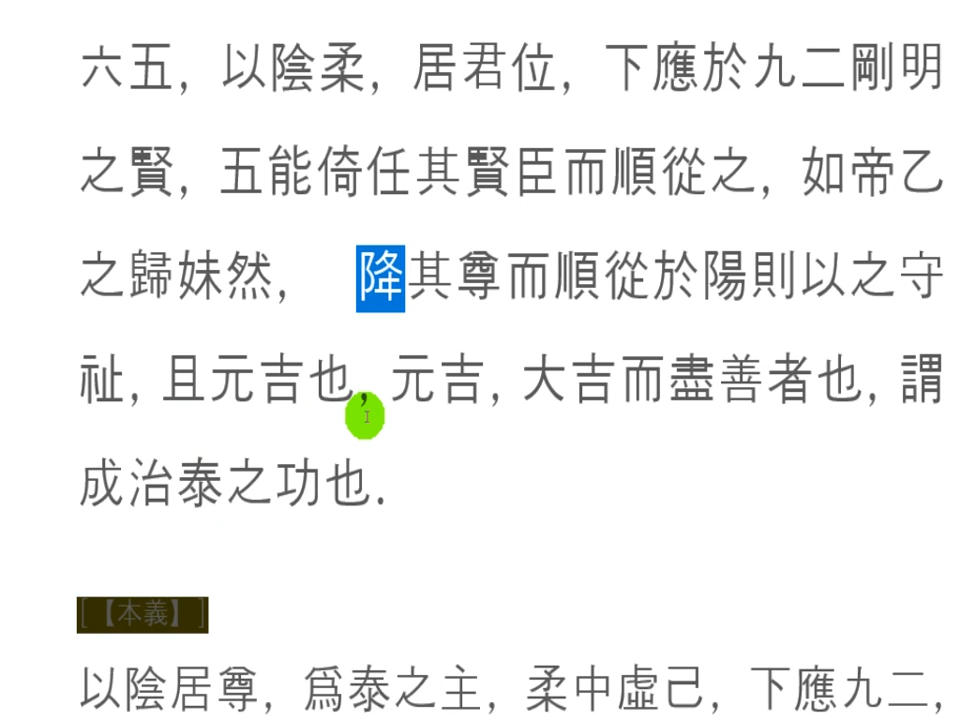 六五, 以陰柔, 居君位, 下應於九二剛明
之賢, 五能倚任其賢臣而順從之, 如帝乙
之歸妹然, 降其尊而順從於陽則以之守
祉, 且元吉也, 元吉, 大吉而盡善者也, 謂
成治泰之功也.
[【本義】]
以陰居尊, 爲泰之主, 柔中虛己, 下應九二,